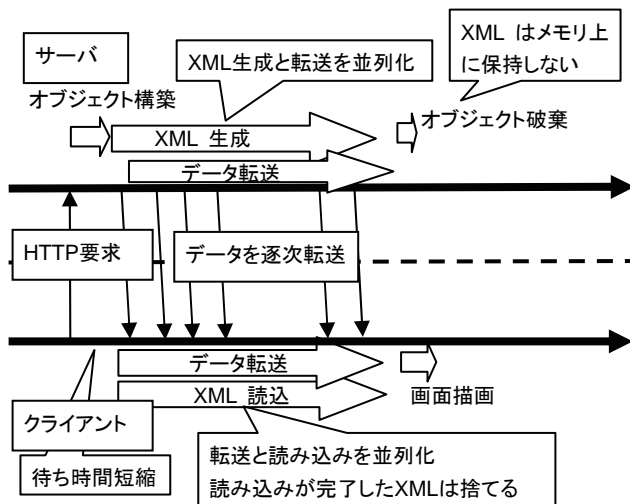 サーバ
XML生成と転送を並列化
XML はメモリ上
に保持しない
オブジェクト構築
XML 生成
オブジェクト破棄
データ転送
HTTP要求
データを逐次転送
データ転送
XML 読込
画面描画
クライアント
待ち時間短縮
転送と読み込みを並列化
読み込みが完了したXMLは捨てる